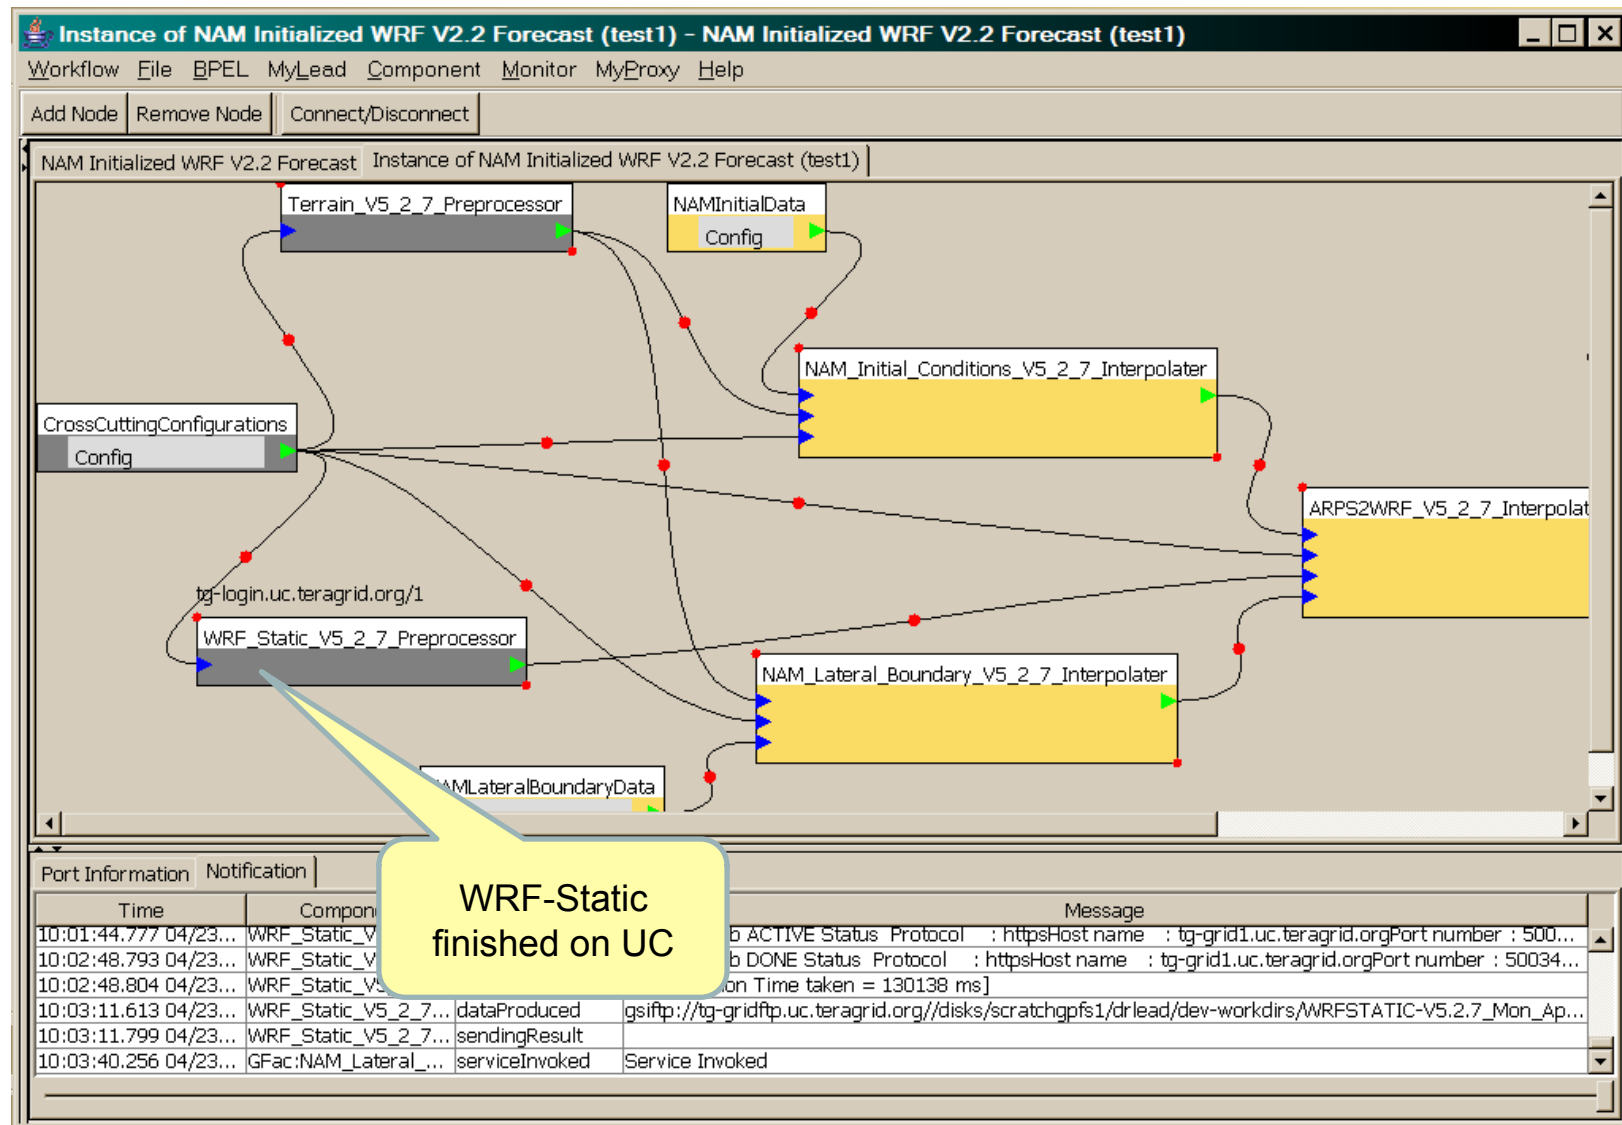 Instance of NAM Initialized WRF V2.2 Forecast (test1) - NAM Initialized WRF V2.2 Forecast (test1)
Workflow File BPEL MyLead Component Monitor MyProxy Help
Add Node Remove Node Connect/Disconnect
NAM Initialized WRF V2.2 Forecast Instance of NAM Initialized WRF V2.2 Forecast (test1)
Terrain_V5_2_7_Preprocessor
NAMInitialData
Config
NAM_Initial_Conditions_V5_2_7_Interpolater
CrossCuttingConfigurations
Config
ARPS2WRF_V5_2_7_Interpolat
tg-login.uc.teragrid.org/1
WRF_Static_V5_2_7_Preprocessor
NAM_Lateral_Boundary_V5_2_7_Interpolater
AMLateralBoundaryData
WRF-Static
finished on UC
Port Information Notification
Time Compon Message
10:01:44.777 04/23... WRF_Static_V b ACTIVE Status Protocol : httpsHost name : tg-grid1.uc.teragrid.orgPort number : 500...
10:02:48.793 04/23... WRF_Static_V b DONE Status Protocol : httpsHost name : tg-grid1.uc.teragrid.orgPort number : 50034...
10:02:48.804 04/23... WRF_Static_V5 on Time taken = 130138 ms]
10:03:11.613 04/23... WRF_Static_V5_2_7... dataProduced gsiftp://tg-gridftp.uc.teragrid.org//disks/scratchgpfs1/drlead/dev-workdirs/WRFSTATIC-V5.2.7_Mon_Ap...
10:03:11.799 04/23... WRF_Static_V5_2_7... sendingResult
10:03:40.256 04/23... GFac:NAM_Lateral_... serviceInvoked Service Invoked